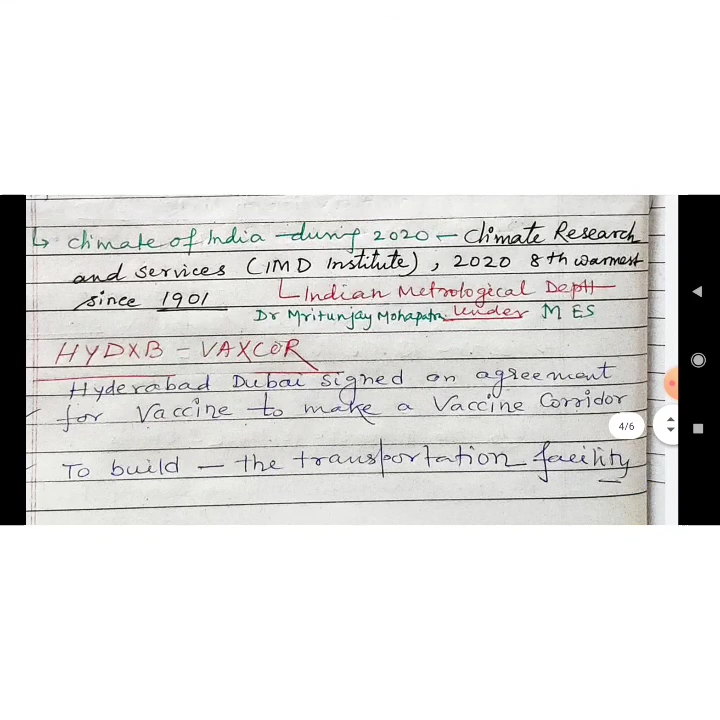 ↳ Climate of India - during 2020 - Climate Research
and services (IMD Institute), 2020 8th warmest
since 1901 Indian Metrological Deptt
Dr Mritunjay Mohapatra Under MES
HYDXB - VAXCOR
Hyderabad Dubai signed an agreement
for Vaccine to make a Vaccine Corridor
4/6
To build - the transportation facility